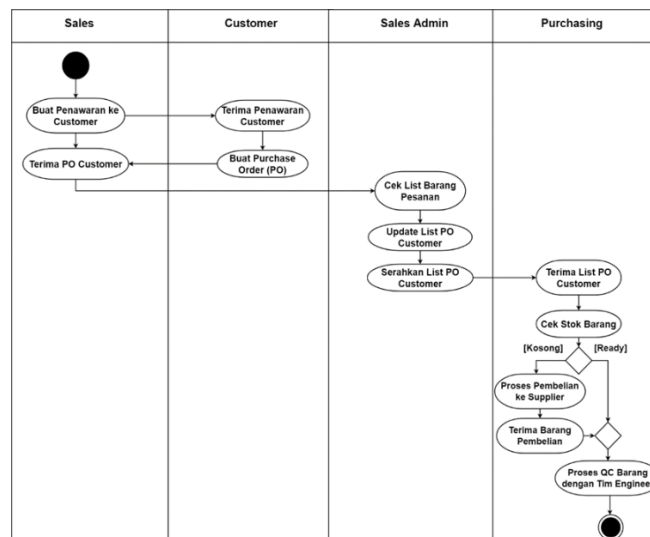 Sales
Customer
Sales Admin
Purchasing
Buat Penawaran ke
Customer
Terima Penawaran
Customer
Terima PO Customer
Buat Purchase
Order (PO)
Cek List Barang
Pesanan
Update List PO
Customer
Serahkan List PO
Customer
Terima List PO
Customer
Cek Stok Barang
[Kosong]
[Ready]
Proses Pembelian
ke Supplier
Terima Barang
Pembelian
Proses QC Barang
dengan Tim Enginee